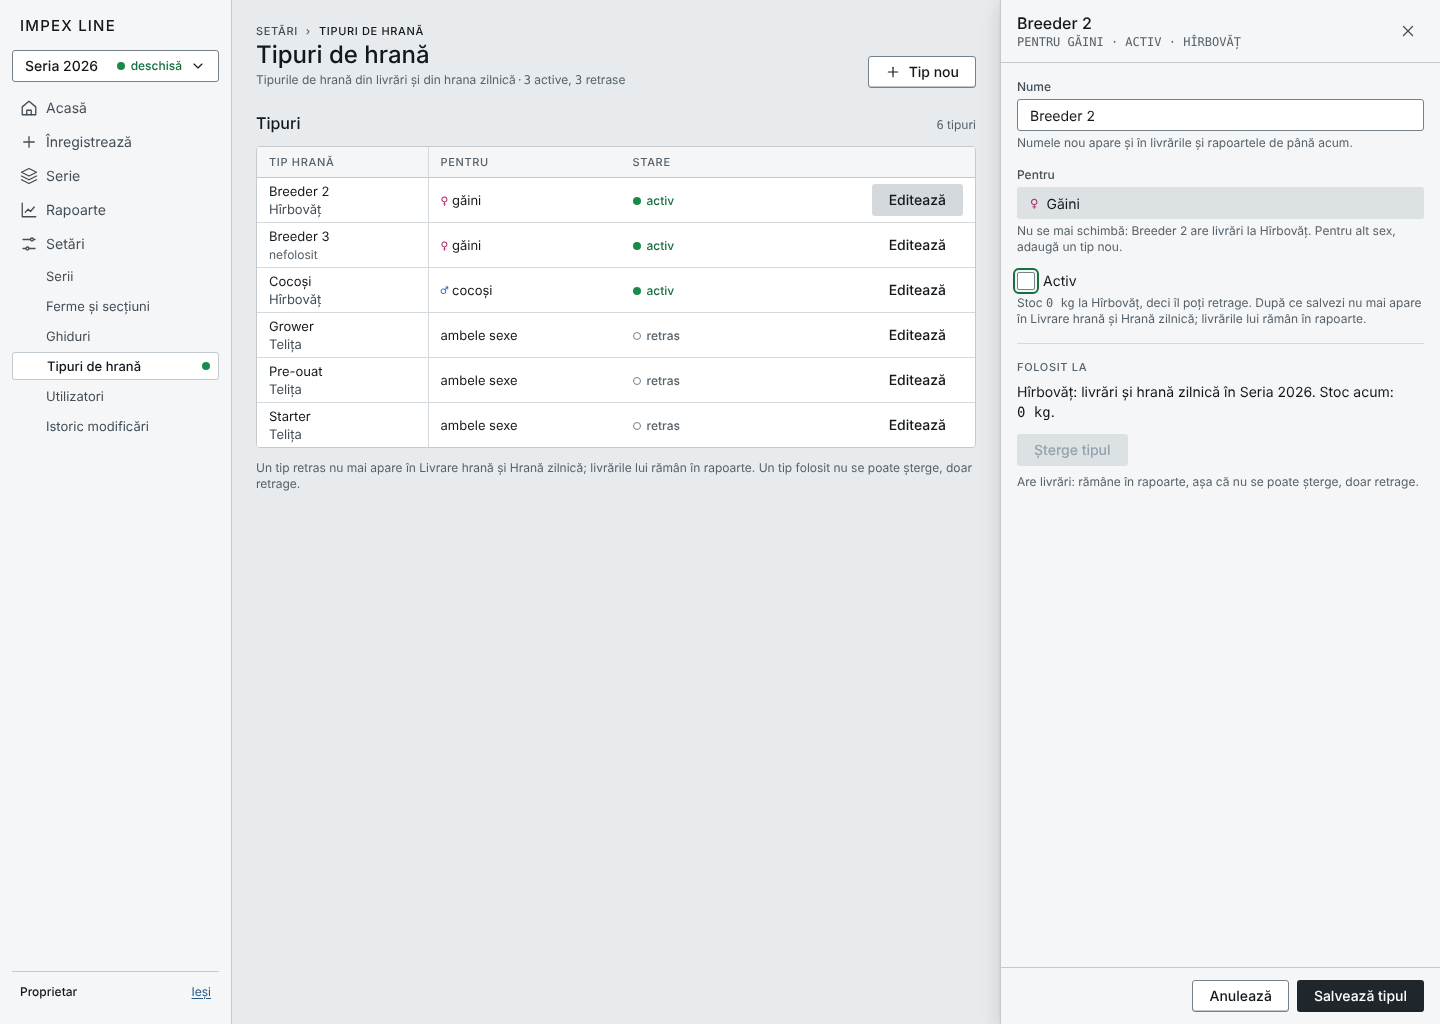 IMPEX LINE
Seria 2026 deschisă
Acasă
Înregistrează
Serie
Rapoarte
Setări
Serii
Ferme și secțiuni
Ghiduri
Tipuri de hrană
Utilizatori
Istoric modificări
Proprietar Ieși
SETĂRI › TIPURI DE HRANĂ
Tipuri de hrană
Tipurile de hrană din livrări și din hrana zilnică · 3 active, 3 retrase
+ Tip nou
Tipuri
6 tipuri
TIP HRANĂ PENTRU STARE
Breeder 2
Hîrbovăț
♀ găini activ Editează
Breeder 3
nefolosit
♀ găini activ Editează
Cocoși
Hîrbovăț
♂ cocoși activ Editează
Grower
Telița
ambele sexe retras Editează
Pre-ouat
Telița
ambele sexe retras Editează
Starter
Telița
ambele sexe retras Editează
Un tip retras nu mai apare în Livrare hrană și Hrană zilnică; livrările lui rămân în rapoarte. Un tip folosit nu se poate șterge, doar
retrage.
Breeder 2
PENTRU GĂINI · ACTIV · HÎRBOVĂȚ
Nume
Breeder 2
Numele nou apare și în livrările și rapoartele de până acum.
Pentru
♀ Găini
Nu se mai schimbă: Breeder 2 are livrări la Hîrbovăț. Pentru alt sex,
adaugă un tip nou.
Activ
Stoc 0 kg la Hîrbovăț, deci îl poți retrage. După ce salvezi nu mai apare
în Livrare hrană și Hrană zilnică; livrările lui rămân în rapoarte.
FOLOSIT LA
Hîrbovăț: livrări și hrană zilnică în Seria 2026. Stoc acum:
0 kg.
Șterge tipul
Are livrări: rămâne în rapoarte, așa că nu se poate șterge, doar retrage.
Anulează
Salvează tipul